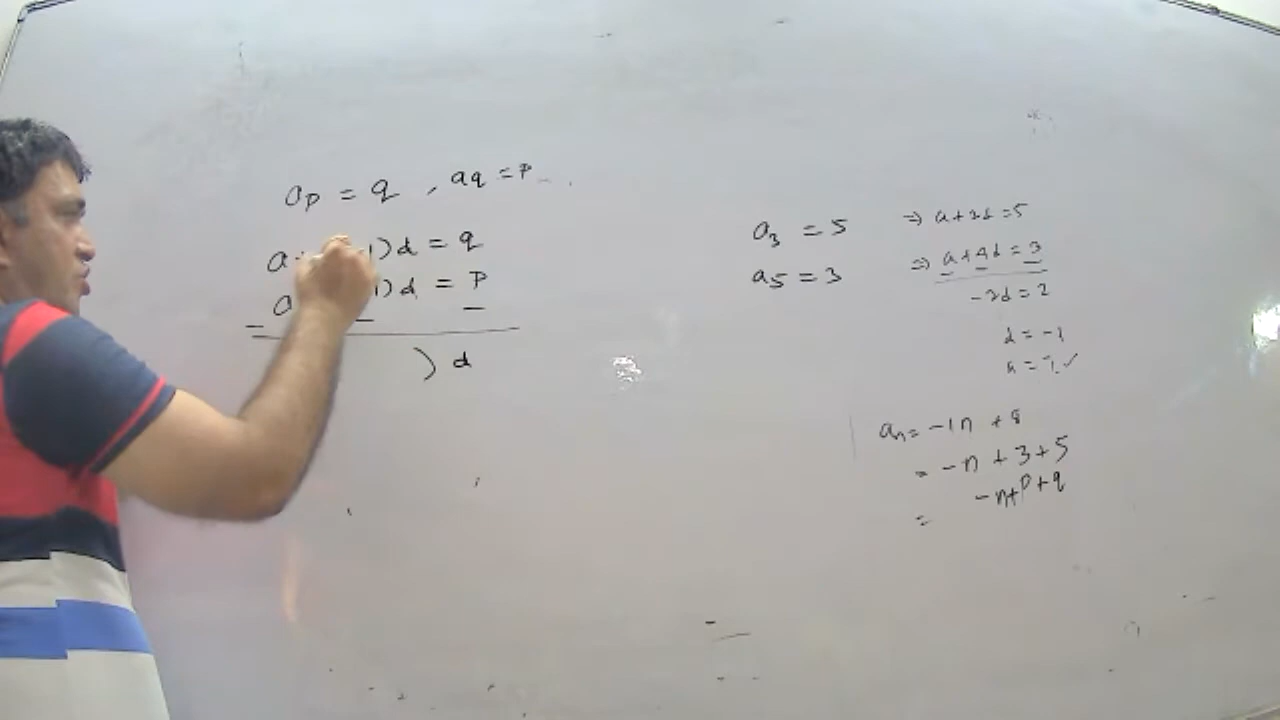 ap = q , aq = p
a 1)d = q
a 1)d = p
) d
a3 = 5 ⇒ a+2d=5
a5 = 3 ⇒ a+4d=3
-2d=2
d = -1
a = 7 ✓
an= -1n +8
= -n +3+5
= -n+p+q